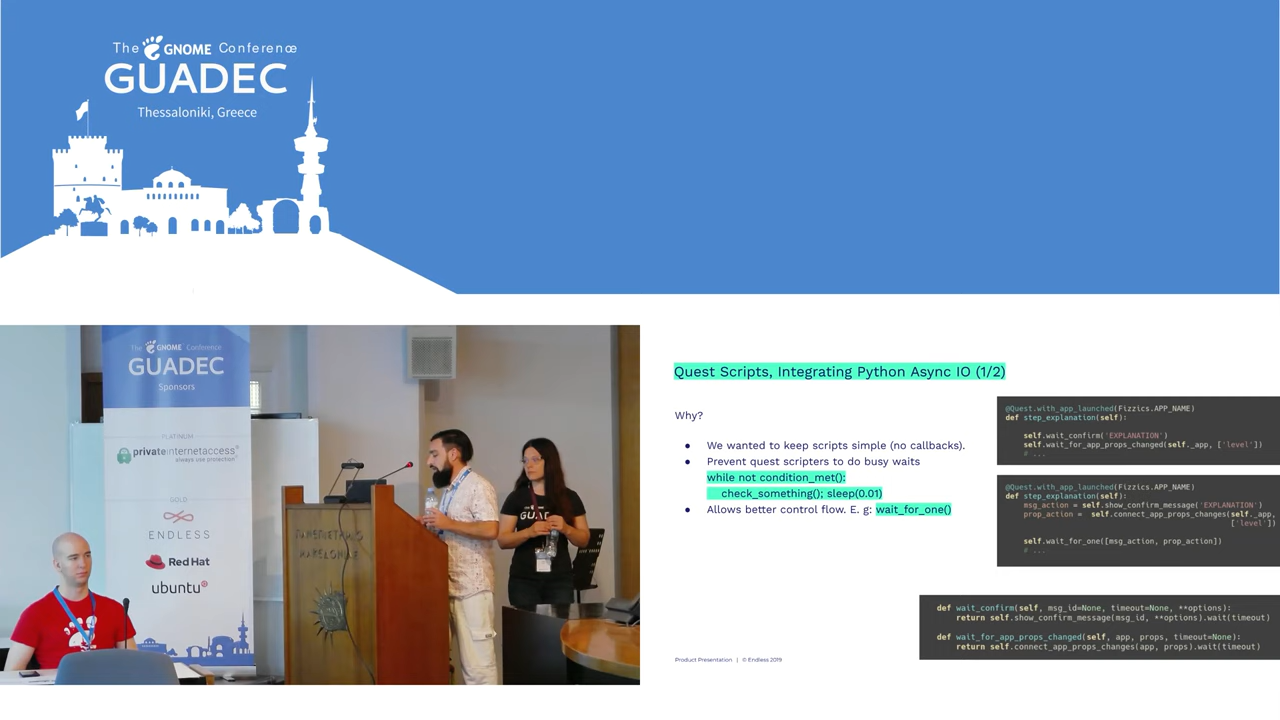 The GNOME Conference
GUADEC
Thessaloniki, Greece
The GNOME Conference
GUADEC
Sponsors
PLATINUM
privateinternetaccess®
always use protection®
GOLD
ENDLESS
Red Hat
ubuntu®
GUAD
ΠΑΝΕΠΙΣΤΗΜΙΟ
ΜΑΚΕΔΟΝΙΑΣ
Quest Scripts, Integrating Python Async IO (1/2)
Why?
● We wanted to keep scripts simple (no callbacks).
● Prevent quest scripters to do busy waits
while not condition_met():
check_something(); sleep(0.01)
● Allows better control flow. E. g: wait_for_one()
@Quest.with_app_launched(Fizzics.APP_NAME)
def step_explanation(self):
self.wait_confirm('EXPLANATION')
self.wait_for_app_props_changed(self._app, ['level'])
# ...
@Quest.with_app_launched(Fizzics.APP_NAME)
def step_explanation(self):
msg_action = self.show_confirm_message('EXPLANATION')
prop_action = self.connect_app_props_changes(self._app,
['level'])
self.wait_for_one([msg_action, prop_action])
# ...
def wait_confirm(self, msg_id=None, timeout=None, **options):
return self.show_confirm_message(msg_id, **options).wait(timeout)
def wait_for_app_props_changed(self, app, props, timeout=None):
return self.connect_app_props_changes(app, props).wait(timeout)
Product Presentation | © Endless 2019